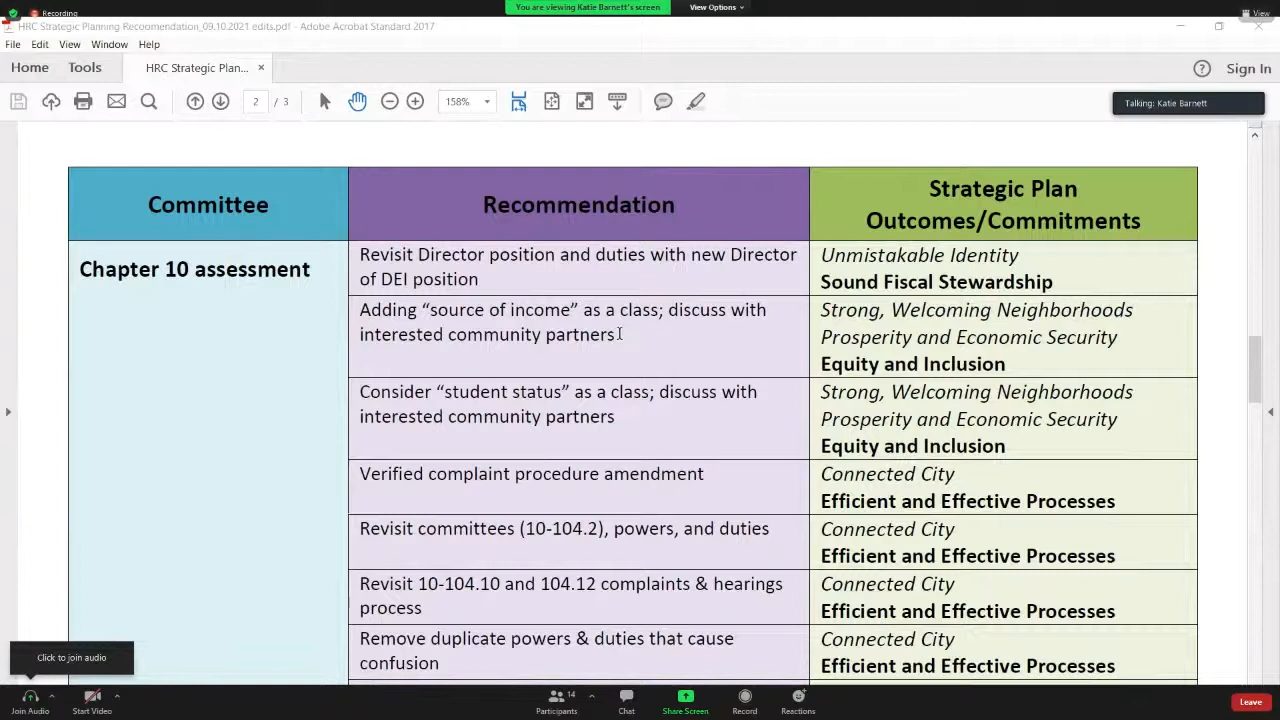 Recording
You are viewing Katie Barnett's screen
View Options
View
HRC Strategic Planning Recoomendation_09.10.2021 edits.pdf - Adobe Acrobat Standard 2017
File Edit View Window Help
Home Tools HRC Strategic Plan... × Sign In
2 / 3 158%
Talking: Katie Barnett
Committee
Recommendation
Strategic Plan
Outcomes/Commitments
Chapter 10 assessment
Revisit Director position and duties with new Director
of DEI position
Unmistakable Identity
Sound Fiscal Stewardship
Adding “source of income” as a class; discuss with
interested community partners
Strong, Welcoming Neighborhoods
Prosperity and Economic Security
Equity and Inclusion
Consider “student status” as a class; discuss with
interested community partners
Strong, Welcoming Neighborhoods
Prosperity and Economic Security
Equity and Inclusion
Verified complaint procedure amendment
Connected City
Efficient and Effective Processes
Revisit committees (10-104.2), powers, and duties
Connected City
Efficient and Effective Processes
Revisit 10-104.10 and 104.12 complaints & hearings
process
Connected City
Efficient and Effective Processes
Remove duplicate powers & duties that cause
confusion
Connected City
Efficient and Effective Processes
Click to join audio
Join Audio
Start Video
Participants 14
Chat
Share Screen
Record
Reactions
Leave